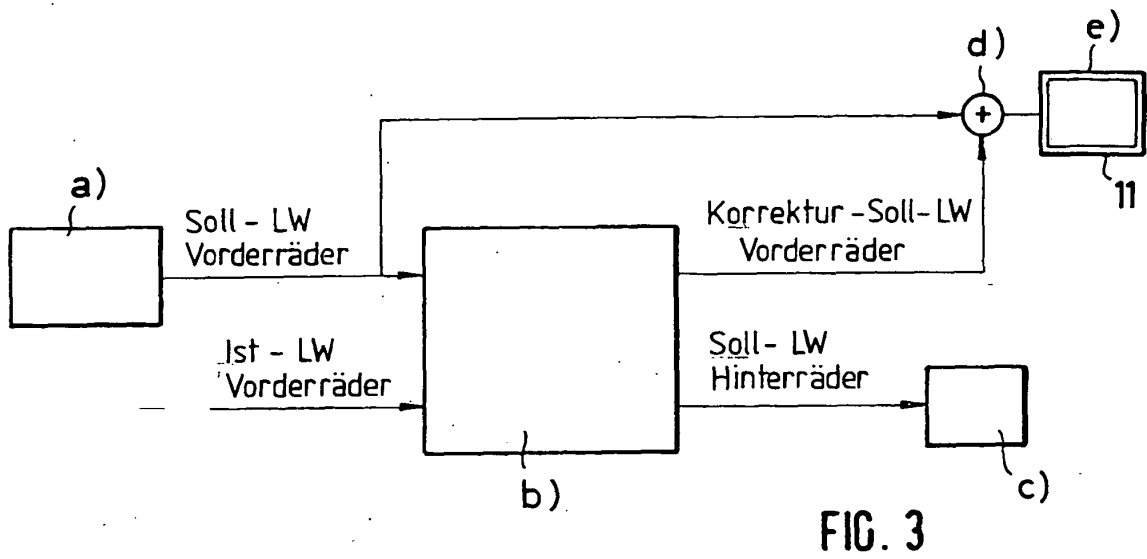 d)
e)
+
11
a)
Soll - LW
Vorderräder
Korrektur - Soll - LW
Vorderräder
Ist - LW
Vorderräder
Soll - LW
Hinterräder
b)
c)
FIG. 3